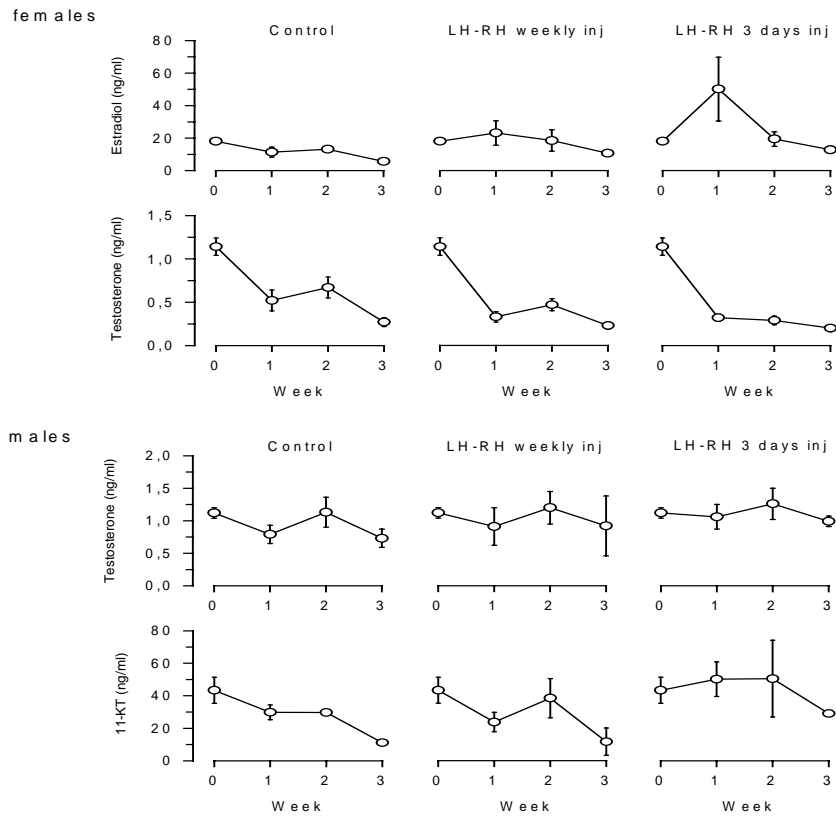 females
Control LH-RH weekly inj LH-RH 3 days inj
Estradiol (ng/ml)
80
60
40
20
0
0 1 2 3 0 1 2 3 0 1 2 3
Testosterone (ng/ml)
1,5
1,0
0,5
0,0
0 1 2 3 0 1 2 3 0 1 2 3
Week Week Week
males
Control LH-RH weekly inj LH-RH 3 days inj
Testosterone (ng/ml)
2,0
1,5
1,0
0,5
0,0
0 1 2 3 0 1 2 3 0 1 2 3
11-KT (ng/ml)
80
60
40
20
0
0 1 2 3 0 1 2 3 0 1 2 3
Week Week Week